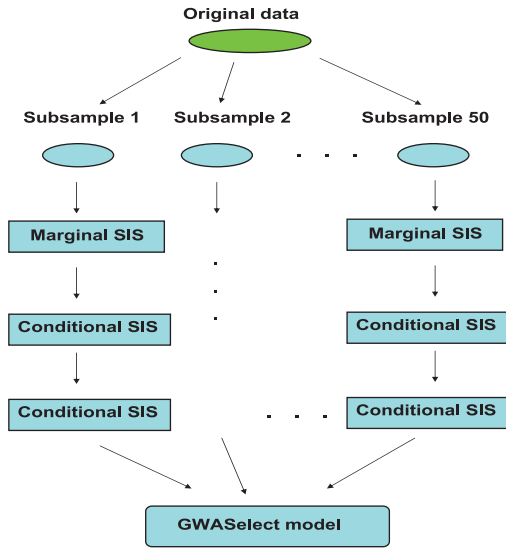 Original data
Subsample 1 Subsample 2 Subsample 50
. . .
Marginal SIS Marginal SIS
Conditional SIS Conditional SIS
Conditional SIS . . . Conditional SIS
GWASelect model